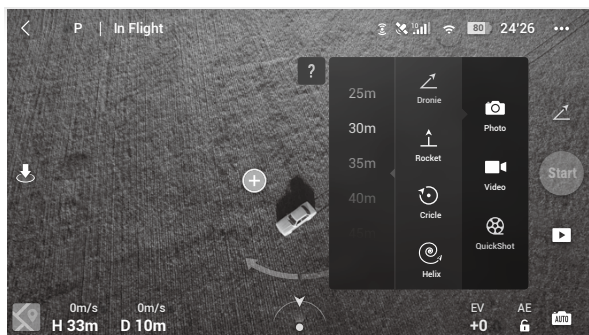 P | In Flight
10
80 24'26
?
25m
30m
35m
40m
Dronie
Rocket
Cricle
Helix
Photo
Video
QuickShot
Start
0m/s 0m/s
H 33m D 10m
EV AE
+0
AUTO